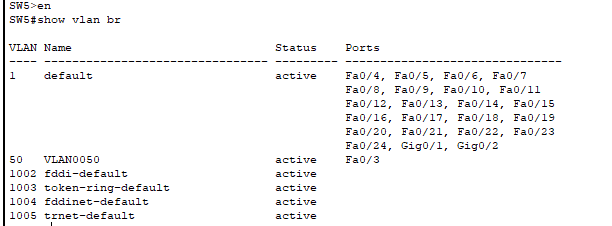 SW5>en
SW5#show vlan br
VLAN Name                             Status    Ports
---- -------------------------------- --------- -------------------------------
1    default                          active    Fa0/4, Fa0/5, Fa0/6, Fa0/7
                                                Fa0/8, Fa0/9, Fa0/10, Fa0/11
                                                Fa0/12, Fa0/13, Fa0/14, Fa0/15
                                                Fa0/16, Fa0/17, Fa0/18, Fa0/19
                                                Fa0/20, Fa0/21, Fa0/22, Fa0/23
                                                Fa0/24, Gig0/1, Gig0/2
50   VLAN0050                         active    Fa0/3
1002 fddi-default                     active
1003 token-ring-default               active
1004 fddinet-default                  active
1005 trnet-default                    active